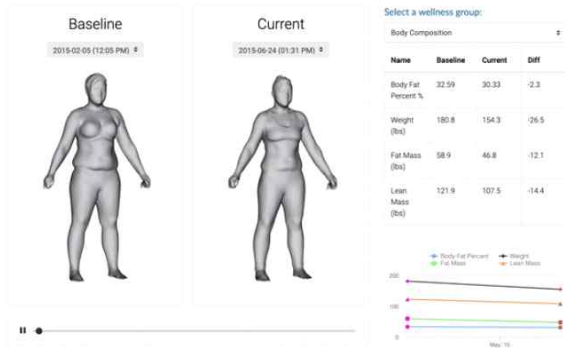 Baseline
2015-02-05 (12:05 PM)
Current
2015-06-24 (01:31 PM)
Select a wellness group:
Body Composition
Name Baseline Current Diff
Body Fat 32.59 30.33 -2.3
Percent %
Weight 180.8 154.3 -26.5
(lbs)
Fat Mass 58.9 46.8 -12.1
(lbs)
Lean 121.9 107.5 -14.4
Mass
(lbs)
Body Fat Percent Weight
Fat Mass Lean Mass
200
100
0
May '15